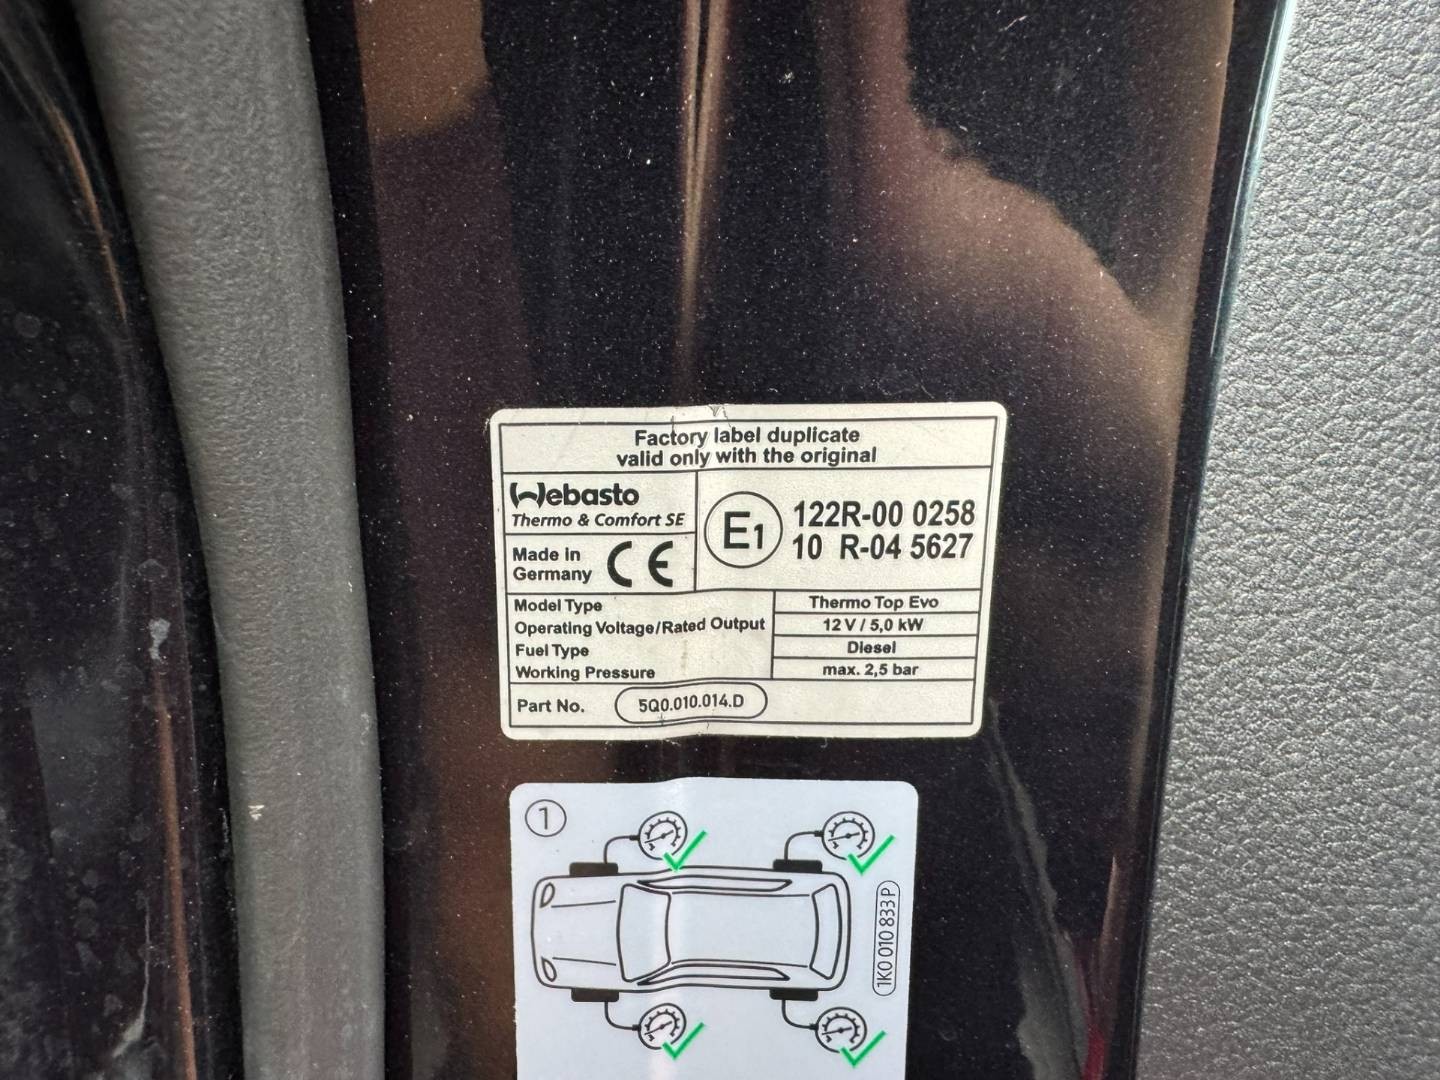 Factory label duplicate
valid only with the original
Webasto
Thermo & Comfort SE
Made in
Germany
CE
E1
122R-00 0258
10 R-04 5627
Model Type
Thermo Top Evo
Operating Voltage/Rated Output
12 V / 5,0 kW
Fuel Type
Diesel
Working Pressure
max. 2,5 bar
Part No.
5Q0.010.014.D
1
1K0 010 833 P